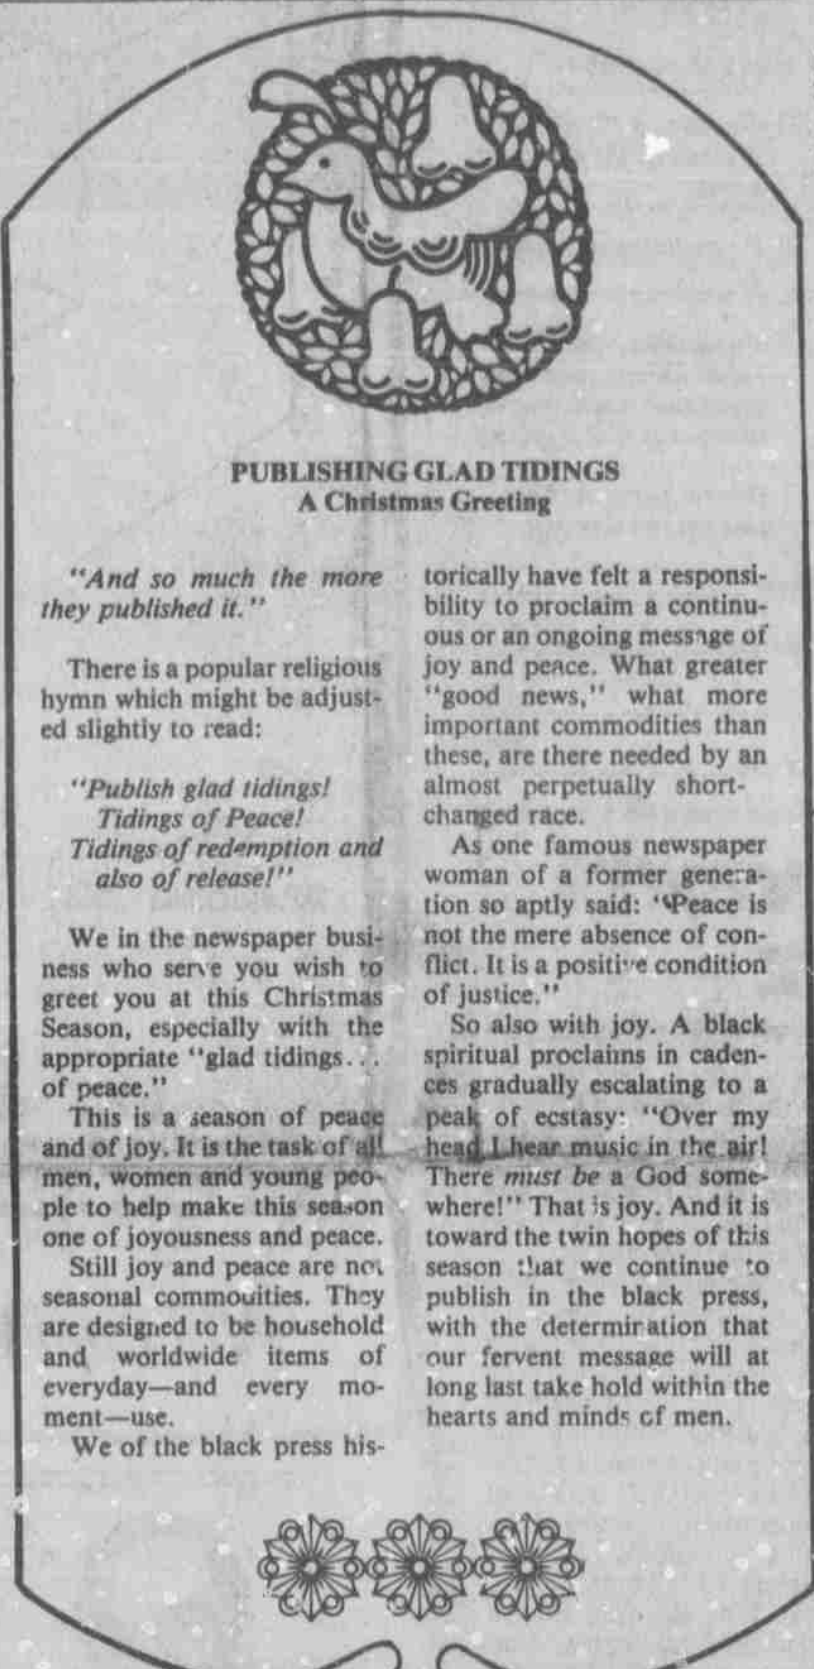 PUBLISHING GLAD TIDINGS
A Christmas Greeting
"And so much the more
they published it."
There is a popular religious
hymn which might be adjust-
ed slightly to read:
"Publish glad tidings!
Tidings of Peace!
Tidings of redemption and
also of release!"
We in the newspaper busi-
ness who serve you wish to
greet you at this Christmas
Season, especially with the
appropriate "glad tidings...
of peace."
This is a season of peace
and of joy. It is the task of all
men, women and young peo-
ple to help make this season
one of joyousness and peace.
Still joy and peace are not
seasonal commodities. They
are designed to be household
and worldwide items of
everyday—and every mo-
ment—use.
We of the black press his-
torically have felt a responsi-
bility to proclaim a continu-
ous or an ongoing message of
joy and peace. What greater
"good news," what more
important commodities than
these, are there needed by an
almost perpetually short-
changed race.
As one famous newspaper
woman of a former genera-
tion so aptly said: "Peace is
not the mere absence of con-
flict. It is a positive condition
of justice."
So also with joy. A black
spiritual proclaims in caden-
ces gradually escalating to a
peak of ecstasy: "Over my
head I hear music in the air!
There must be a God some-
where!" That is joy. And it is
toward the twin hopes of this
season that we continue to
publish in the black press,
with the determination that
our fervent message will at
long last take hold within the
hearts and minds of men.